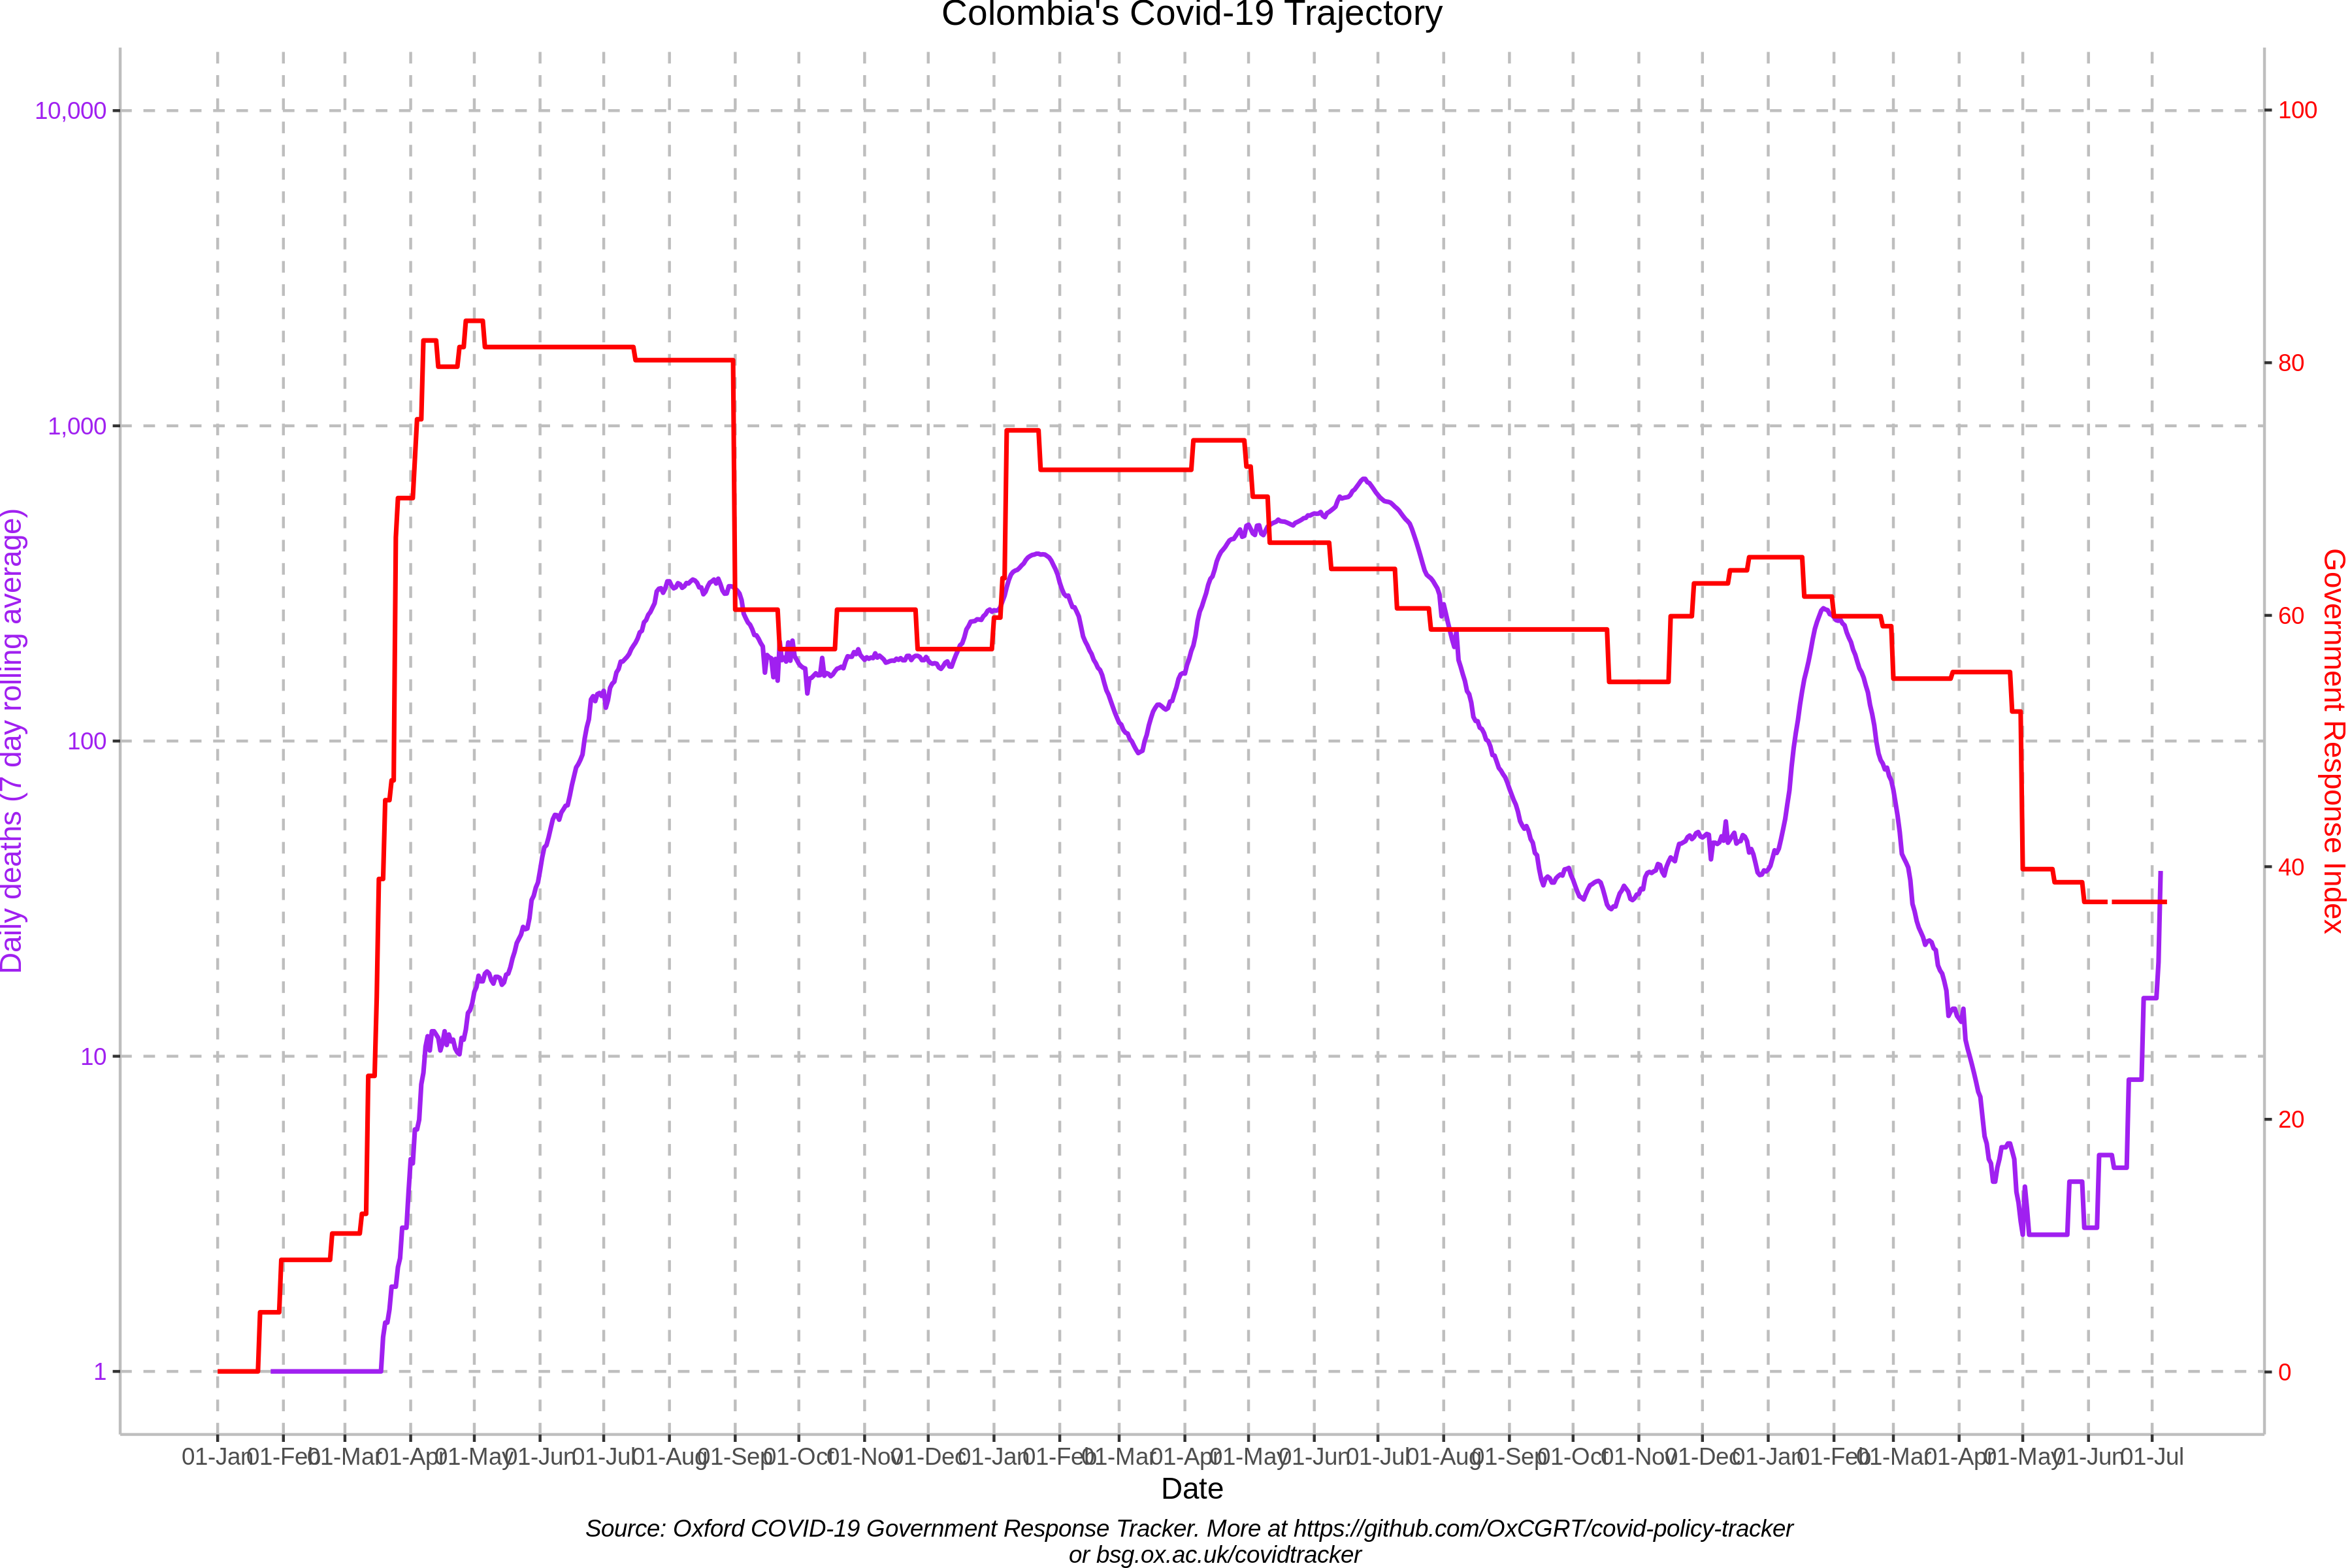 Colombia's Covid-19 Trajectory
10,000
1,000
100
10
1
Daily deaths (7 day rolling average)
100
80
60
40
20
0
Government Response Index
01-Jan 01-Feb 01-Mar 01-Apr 01-May 01-Jun 01-Jul 01-Aug 01-Sep 01-Oct 01-Nov 01-Dec 01-Jan 01-Feb 01-Mar 01-Apr 01-May 01-Jun 01-Jul 01-Aug 01-Sep 01-Oct 01-Nov 01-Dec 01-Jan 01-Feb 01-Mar 01-Apr 01-May 01-Jun 01-Jul
Date
Source: Oxford COVID-19 Government Response Tracker. More at https://github.com/OxCGRT/covid-policy-tracker
or bsg.ox.ac.uk/covidtracker